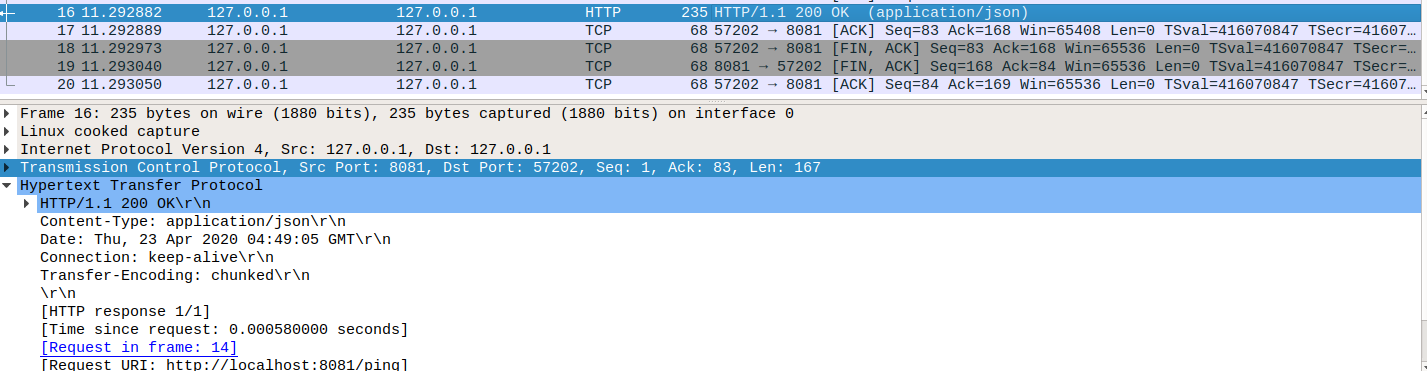 16 11.292882 127.0.0.1 127.0.0.1 HTTP 235 HTTP/1.1 200 OK (application/json)
17 11.292889 127.0.0.1 127.0.0.1 TCP 68 57202 → 8081 [ACK] Seq=83 Ack=168 Win=65408 Len=0 TSval=416070847 TSecr=41607…
18 11.292973 127.0.0.1 127.0.0.1 TCP 68 57202 → 8081 [FIN, ACK] Seq=83 Ack=168 Win=65536 Len=0 TSval=416070847 TSecr=…
19 11.293040 127.0.0.1 127.0.0.1 TCP 68 8081 → 57202 [FIN, ACK] Seq=168 Ack=84 Win=65536 Len=0 TSval=416070847 TSecr=…
20 11.293050 127.0.0.1 127.0.0.1 TCP 68 57202 → 8081 [ACK] Seq=84 Ack=169 Win=65536 Len=0 TSval=416070847 TSecr=41607…
Frame 16: 235 bytes on wire (1880 bits), 235 bytes captured (1880 bits) on interface 0
Linux cooked capture
Internet Protocol Version 4, Src: 127.0.0.1, Dst: 127.0.0.1
Transmission Control Protocol, Src Port: 8081, Dst Port: 57202, Seq: 1, Ack: 83, Len: 167
Hypertext Transfer Protocol
HTTP/1.1 200 OK\r\n
Content-Type: application/json\r\n
Date: Thu, 23 Apr 2020 04:49:05 GMT\r\n
Connection: keep-alive\r\n
Transfer-Encoding: chunked\r\n
\r\n
[HTTP response 1/1]
[Time since request: 0.000580000 seconds]
[Request in frame: 14]
[Request URI: http://localhost:8081/ping]